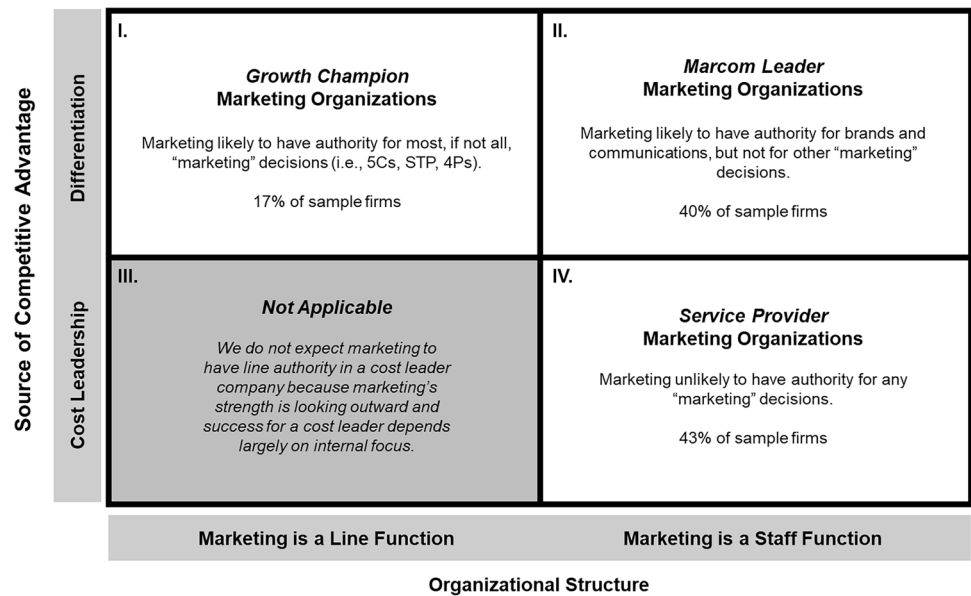 Source of Competitive Advantage
Differentiation
Cost Leadership
I.
Growth Champion
Marketing Organizations
Marketing likely to have authority for most, if not all,
“marketing” decisions (i.e., 5Cs, STP, 4Ps).
17% of sample firms
II.
Marcom Leader
Marketing Organizations
Marketing likely to have authority for brands and
communications, but not for other “marketing”
decisions.
40% of sample firms
III.
Not Applicable
We do not expect marketing to
have line authority in a cost leader
company because marketing’s
strength is looking outward and
success for a cost leader depends
largely on internal focus.
IV.
Service Provider
Marketing Organizations
Marketing unlikely to have authority for any
“marketing” decisions.
43% of sample firms
Marketing is a Line Function
Marketing is a Staff Function
Organizational Structure